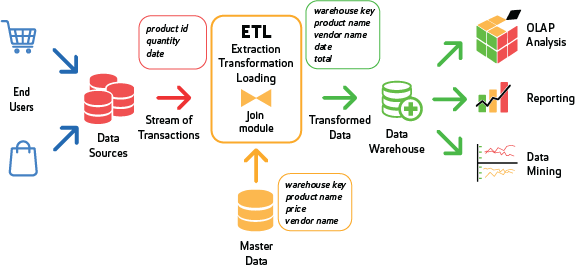 End
Users
Data
Sources
product id
quantity
date
Stream of
Transactions
ETL
Extraction
Transformation
Loading
Join
module
warehouse key
product name
vendor name
date
total
Transformed
Data
Data
Warehouse
OLAP
Analysis
Reporting
Data
Mining
warehouse key
product name
price
vendor name
Master
Data